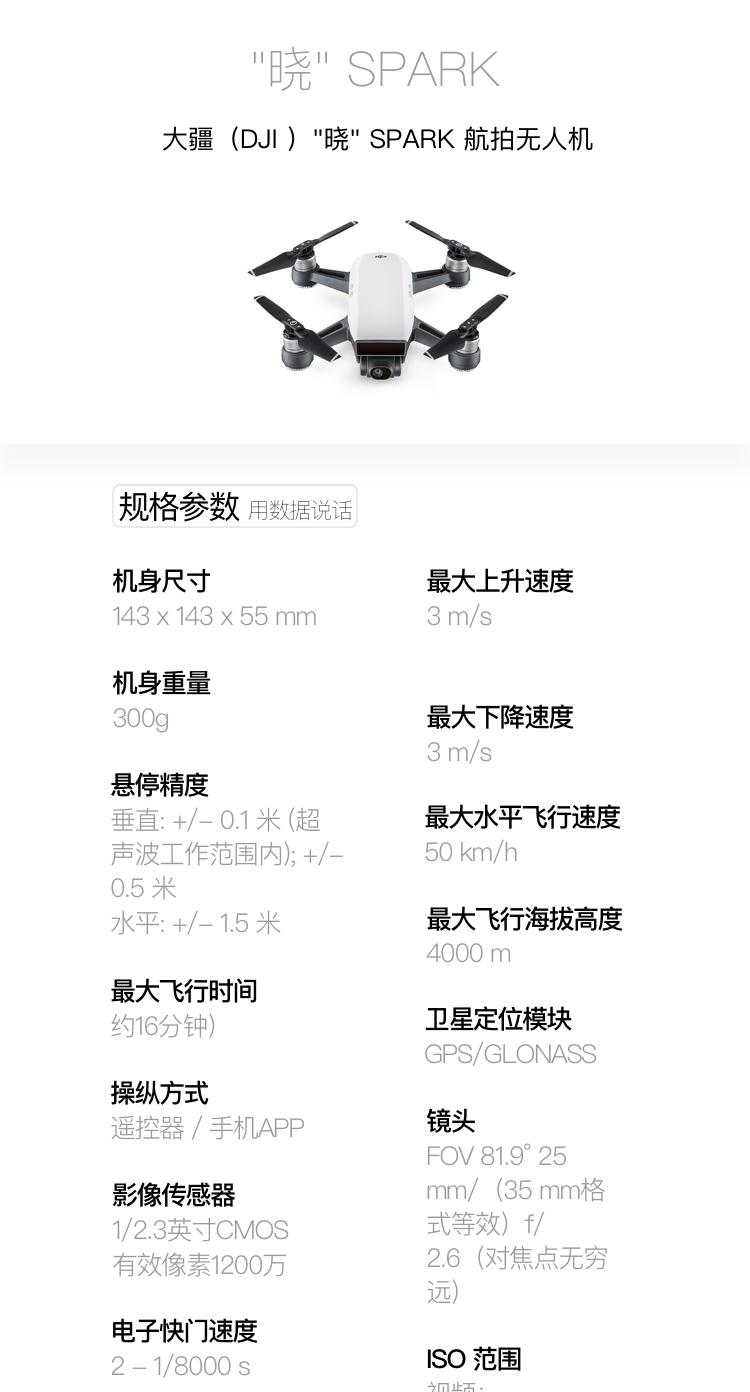 "晓" SPARK
大疆（DJI ）"晓" SPARK 航拍无人机
规格参数 用数据说话
机身尺寸
143 x 143 x 55 mm
机身重量
300g
悬停精度
垂直: +/– 0.1 米 (超
声波工作范围内); +/–
0.5 米
水平: +/– 1.5 米
最大飞行时间
约16分钟）
操纵方式
遥控器 / 手机APP
影像传感器
1/2.3英寸CMOS
有效像素1200万
电子快门速度
2 – 1/8000 s
最大上升速度
3 m/s
最大下降速度
3 m/s
最大水平飞行速度
50 km/h
最大飞行海拔高度
4000 m
卫星定位模块
GPS/GLONASS
镜头
FOV 81.9° 25
mm/（35 mm格
式等效）f/
2.6（对焦点无穷
远）
ISO 范围
视频：